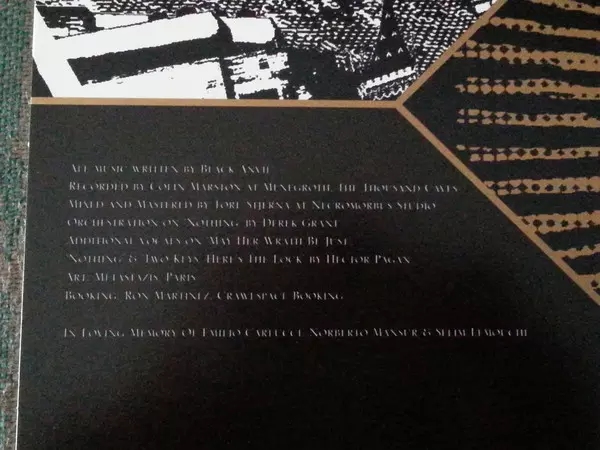 All music written by Black Anvil
Recorded by Colin Marston at Menegroth, The Thousand Caves
Mixed and Mastered by Tore Stjerna at Necromorbus Studio
Orchestration on 'Nothing' by Derek Grant
Additional vocals on 'May Her Wrath Be Just',
'Nothing' & 'Two Keys, Here's The Lock' by Hector Pagan
Art: Metastazis, Paris
Booking: Ron Martinez, Crawlspace Booking
In Loving Memory Of Emilio Carlucci, Norberto Mansur & Selim Lemouchi